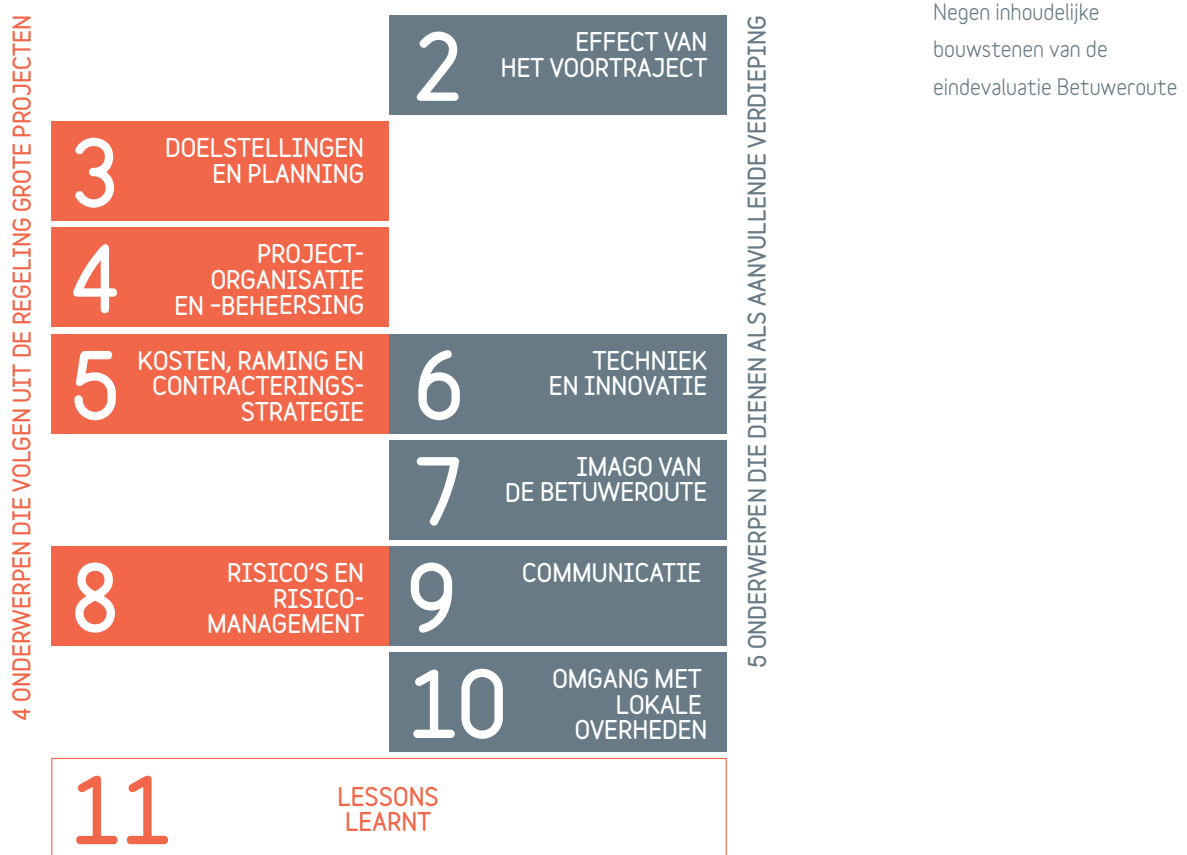 4 ONDERWERPEN DIE VOLGEN UIT DE REGELING GROTE PROJECTEN
2
EFFECT VAN
HET VOORTRAJECT
3
DOELSTELLINGEN
EN PLANNING
4
PROJECT-
ORGANISATIE
EN -BEHEERSING
5
KOSTEN, RAMING EN
CONTRACTERINGS-
STRATEGIE
6
TECHNIEK
EN INNOVATIE
7
IMAGO VAN
DE BETUWEROUTE
8
RISICO'S EN
RISICO-
MANAGEMENT
9
COMMUNICATIE
10
OMGANG MET
LOKALE
OVERHEDEN
11
LESSONS
LEARNT
5 ONDERWERPEN DIE DIENEN ALS AANVULLENDE VERDIEPING
Negen inhoudelijke
bouwstenen van de
eindevaluatie Betuweroute